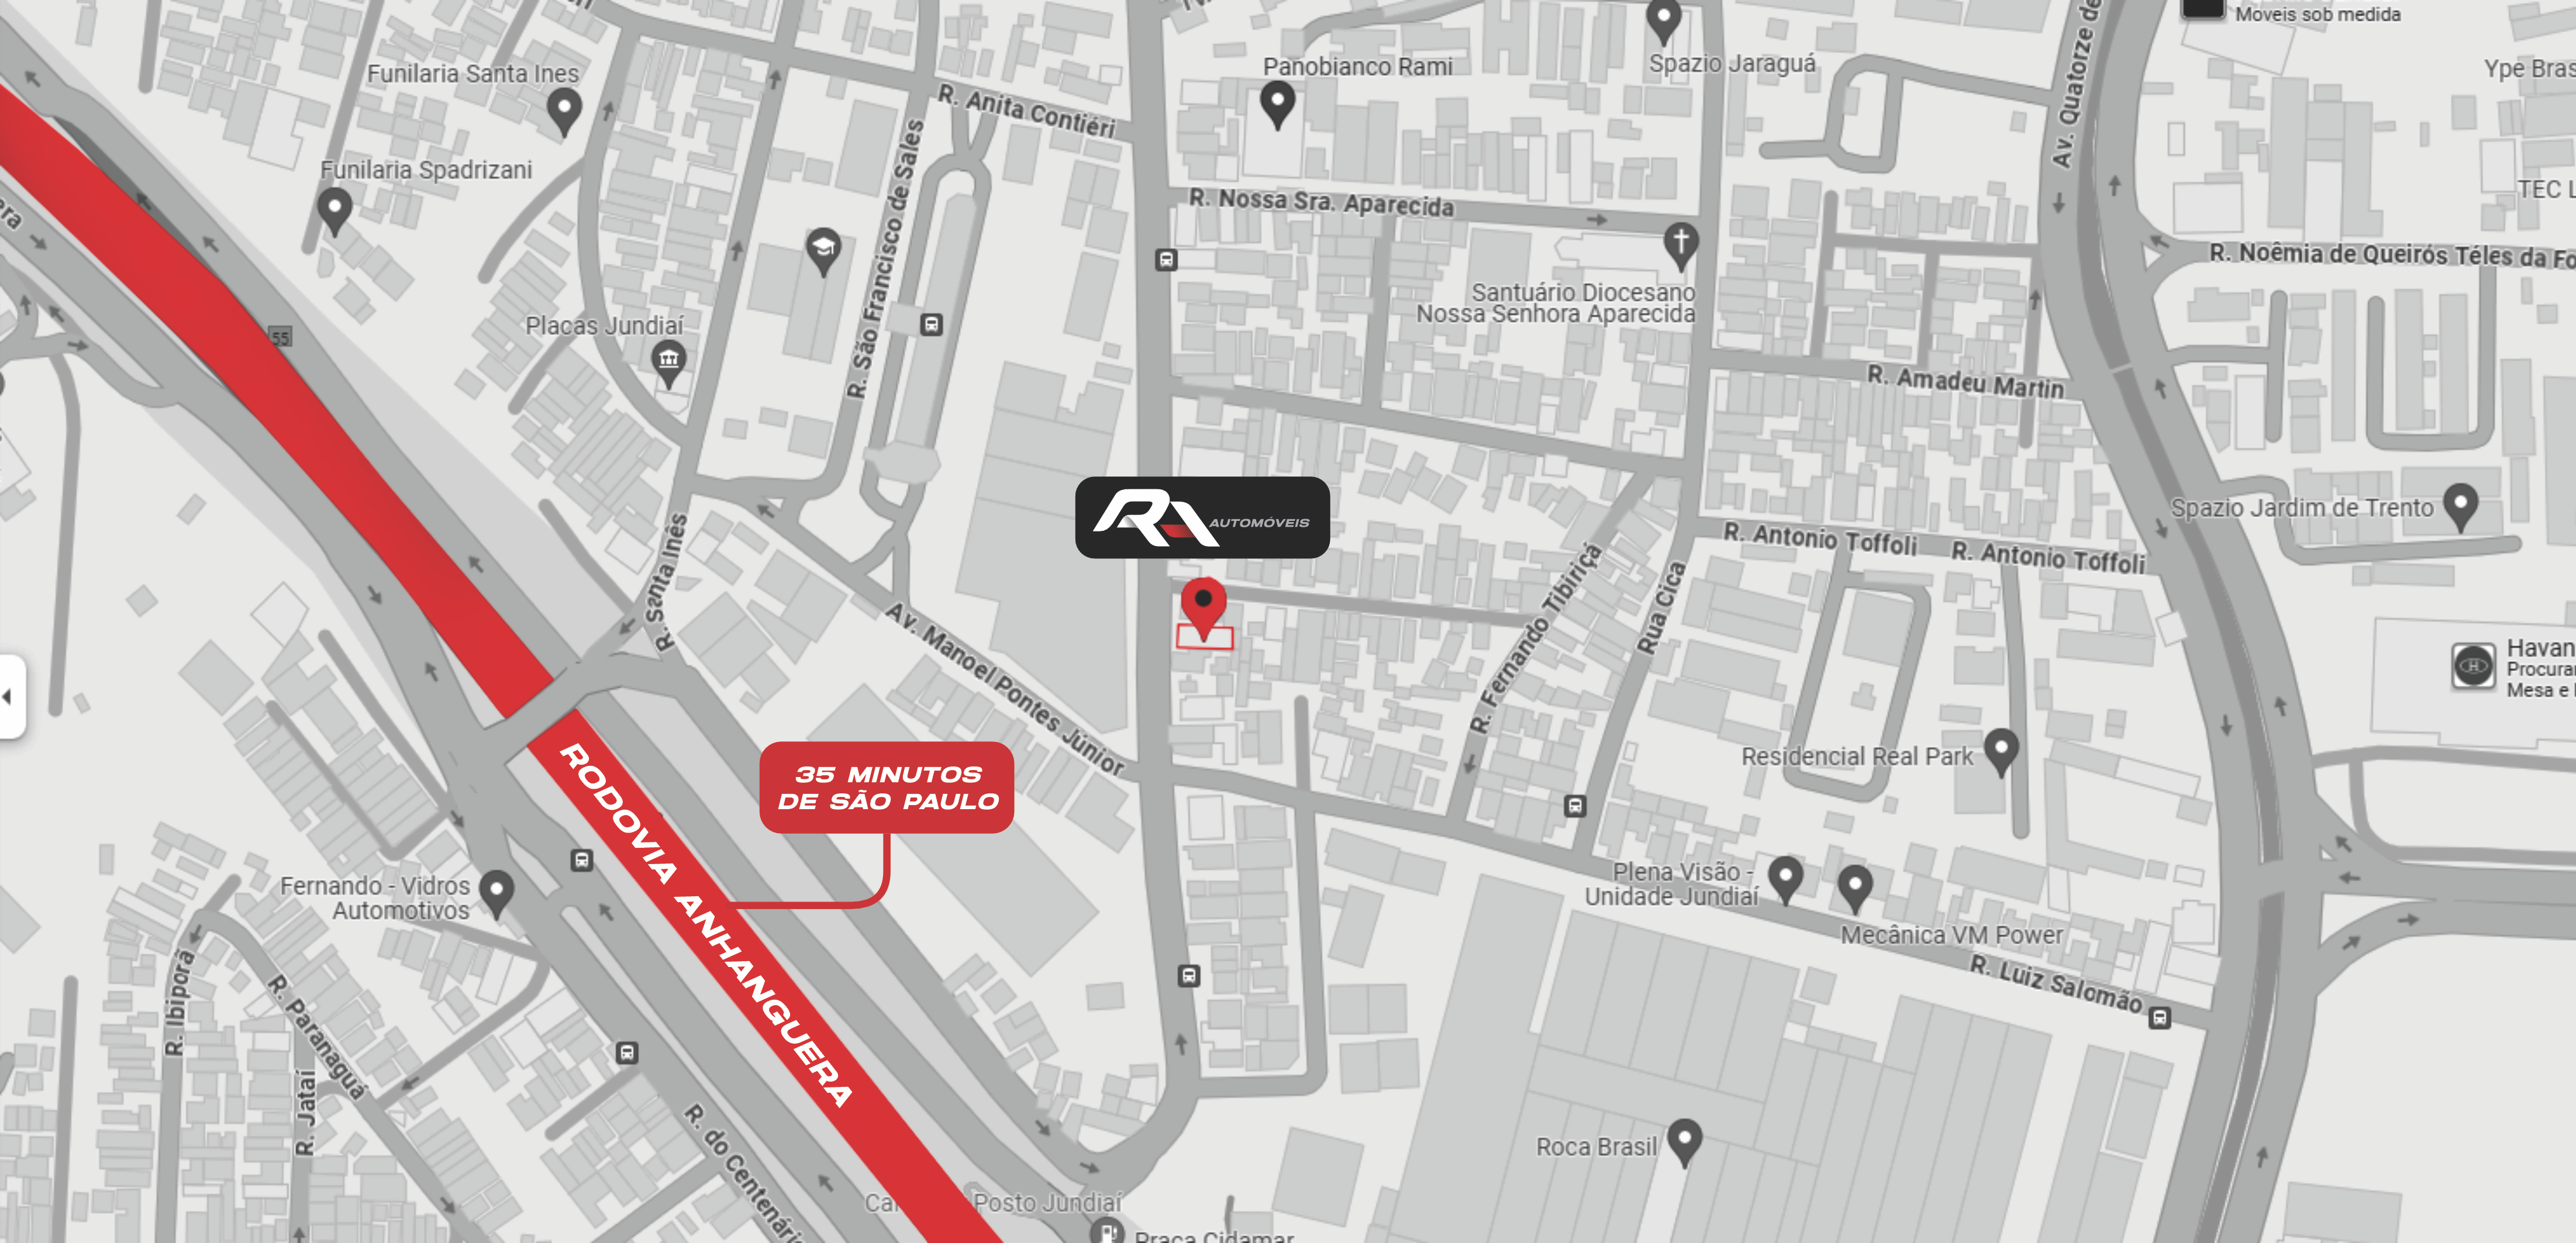 Moveis sob medida
Funilaria Santa Ines
Panobianco Rami
Spazio Jaraguá
Av. Quatorze de
Ype Bras
R. Anita Contiéri
Funilaria Spadrizani
R. São Francisco de Sales
R. Nossa Sra. Aparecida
TEC L
R. Noêmia de Queirós Téles da Fo
Santuário Diocesano
Nossa Senhora Aparecida
Placas Jundiaí
55
R. Amadeu Martin
RA AUTOMÓVEIS
Spazio Jardim de Trento
R. Santa Inês
R. Antonio Toffoli
R. Antonio Toffoli
Av. Manoel Pontes Júnior
R. Fernando Tibiriçá
Rua Cica
Havan
Procurar
Mesa e
Residencial Real Park
35 MINUTOS
DE SÃO PAULO
RODOVIA ANHANGUERA
Fernando - Vidros
Automotivos
Plena Visão -
Unidade Jundiaí
Mecânica VM Power
R. Luiz Salomão
R. Ibiporã
R. Paranaguá
R. Jataí
R. do Centenário
Roca Brasil
Posto Jundiaí
Praça Cidamar